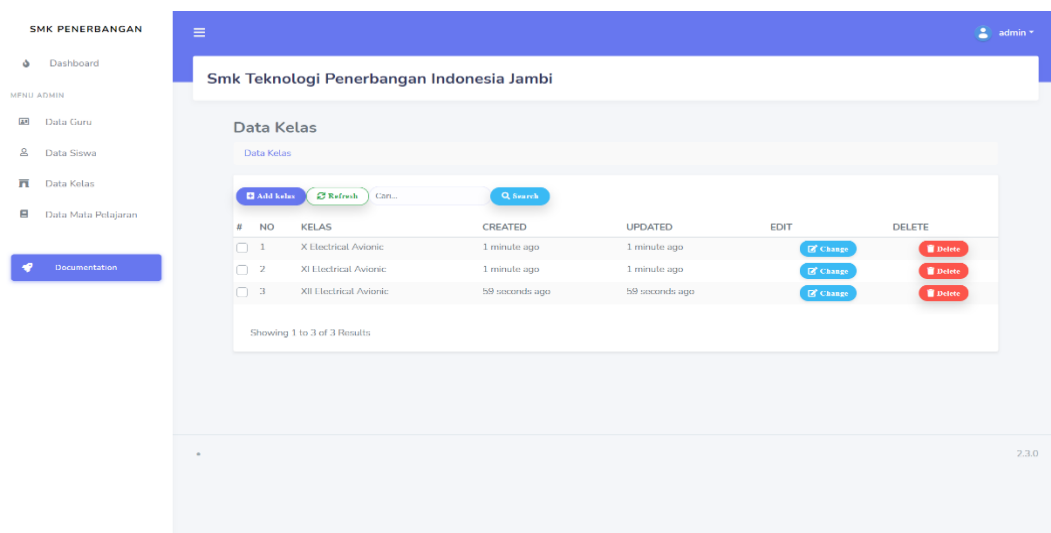 SMK PENERBANGAN
admin
Dashboard
Smk Teknologi Penerbangan Indonesia Jambi
MENU ADMIN
Data Guru
Data Siswa
Data Kelas
Data Mata Pelajaran
Documentation
Data Kelas
Data Kelas
Add kelas Refresh Cari... Search
# NO KELAS CREATED UPDATED EDIT DELETE
1 X Electrical Avionic 1 minute ago 1 minute ago Change Delete
2 XI Electrical Avionic 1 minute ago 1 minute ago Change Delete
3 XII Electrical Avionic 59 seconds ago 59 seconds ago Change Delete
Showing 1 to 3 of 3 Results
2.3.0